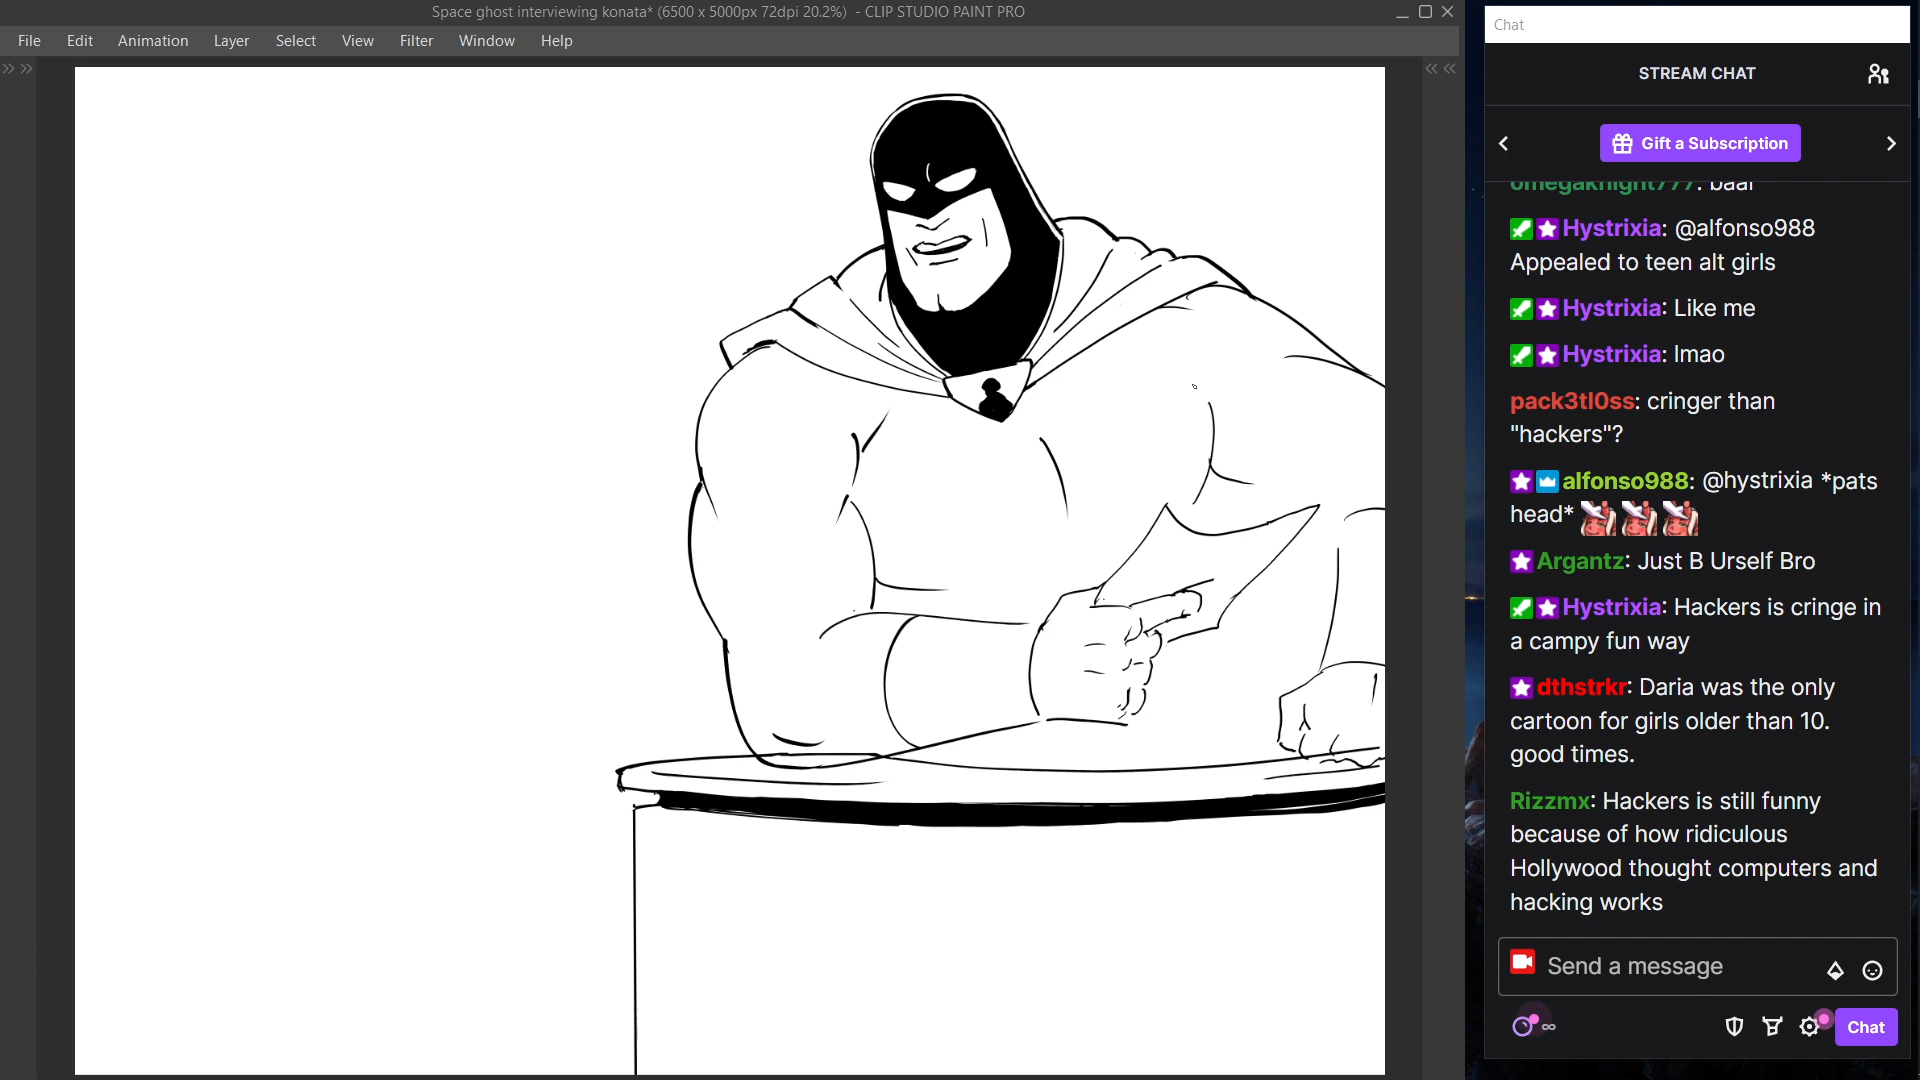 Space ghost interviewing konata* (6500 x 5000px 72dpi 20.2%) - CLIP STUDIO PAINT PRO
File Edit Animation Layer Select View Filter Window Help
Chat
STREAM CHAT
Gift a Subscription
omegaknight777: baal
Hystrixia: @alfonso988
Appealed to teen alt girls
Hystrixia: Like me
Hystrixia: lmao
pack3tl0ss: cringer than
"hackers"?
alfonso988: @hystrixia *pats
head*
Argantz: Just B Urself Bro
Hystrixia: Hackers is cringe in
a campy fun way
dthstrkr: Daria was the only
cartoon for girls older than 10.
good times.
Rizzmx: Hackers is still funny
because of how ridiculous
Hollywood thought computers and
hacking works
Send a message
Chat